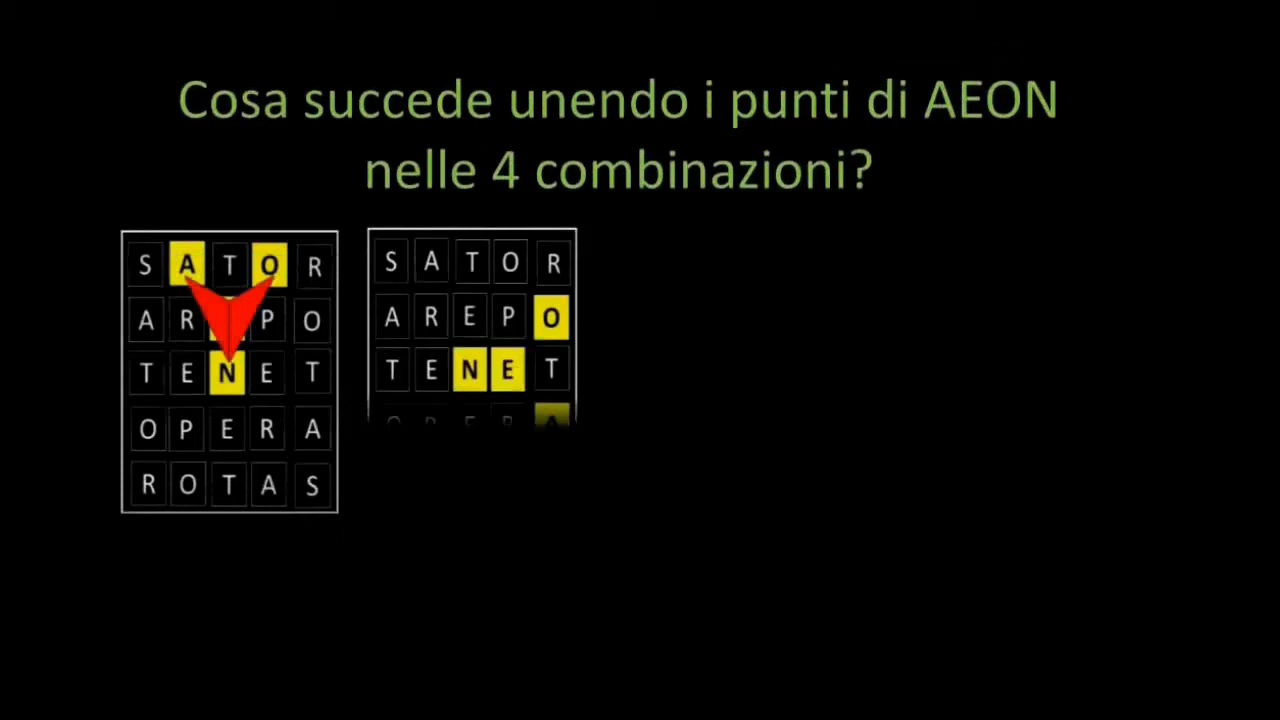 Cosa succede unendo i punti di AEON
nelle 4 combinazioni?
S A T O R
A R P O
T E N E T
O P E R A
R O T A S
S A T O R
A R E P O
T E N E T